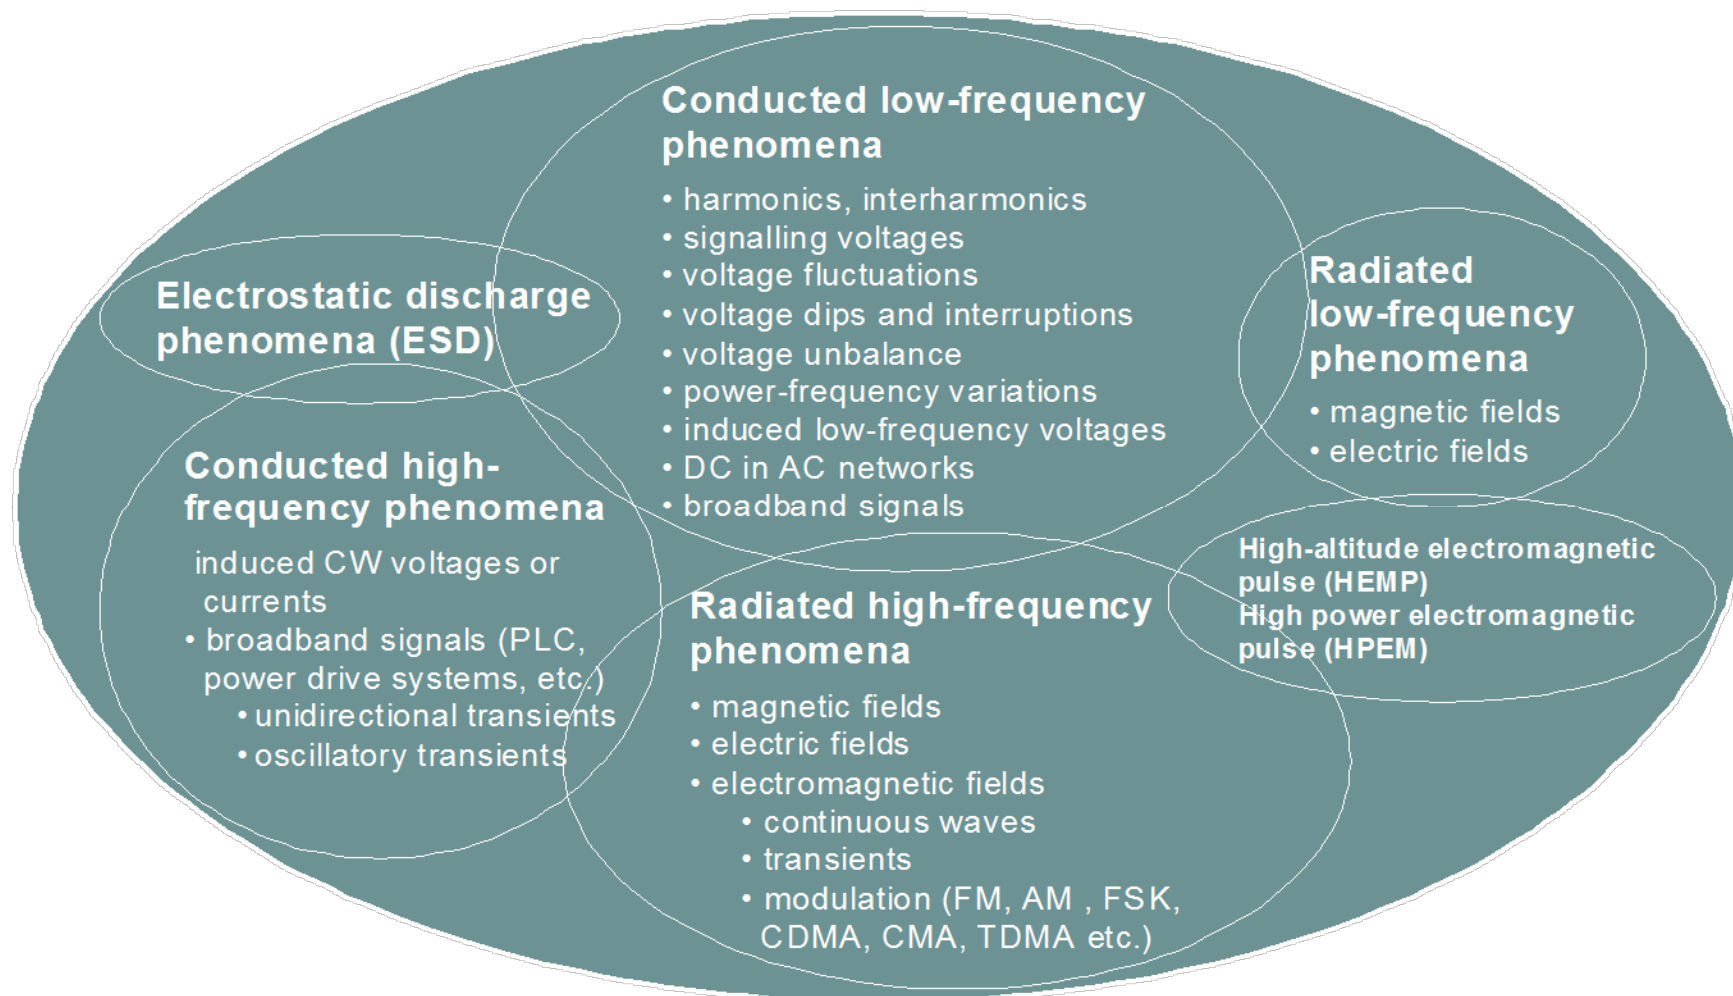 Conducted low-frequency
phenomena
• harmonics, interharmonics
• signalling voltages
• voltage fluctuations
• voltage dips and interruptions
• voltage unbalance
• power-frequency variations
• induced low-frequency voltages
• DC in AC networks
• broadband signals
Electrostatic discharge
phenomena (ESD)
Radiated
low-frequency
phenomena
• magnetic fields
• electric fields
Conducted high-
frequency phenomena
induced CW voltages or
currents
• broadband signals (PLC,
power drive systems, etc.)
• unidirectional transients
• oscillatory transients
Radiated high-frequency
phenomena
• magnetic fields
• electric fields
• electromagnetic fields
• continuous waves
• transients
• modulation (FM, AM , FSK,
CDMA, CMA, TDMA etc.)
High-altitude electromagnetic
pulse (HEMP)
High power electromagnetic
pulse (HPEM)